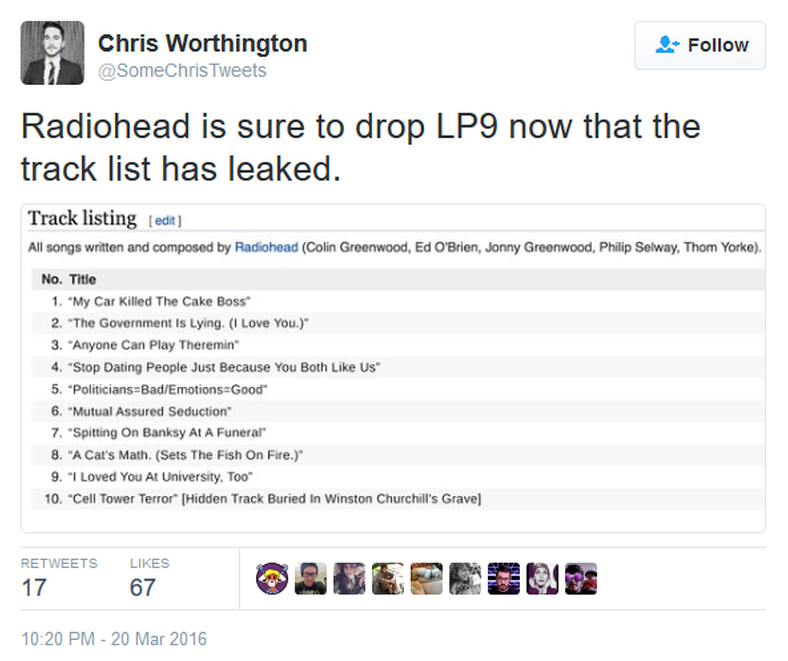 Chris Worthington
@SomeChrisTweets
Follow
Radiohead is sure to drop LP9 now that the
track list has leaked.
Track listing [edit]
All songs written and composed by Radiohead (Colin Greenwood, Ed O'Brien, Jonny Greenwood, Philip Selway, Thom Yorke).
No. Title
1. "My Car Killed The Cake Boss"
2. "The Government Is Lying. (I Love You.)"
3. "Anyone Can Play Theremin"
4. "Stop Dating People Just Because You Both Like Us"
5. "Politicians=Bad/Emotions=Good"
6. "Mutual Assured Seduction"
7. "Spitting On Banksy At A Funeral"
8. "A Cat's Math. (Sets The Fish On Fire.)"
9. "I Loved You At University, Too"
10. "Cell Tower Terror" [Hidden Track Buried In Winston Churchill's Grave]
RETWEETS LIKES
17 67
10:20 PM - 20 Mar 2016